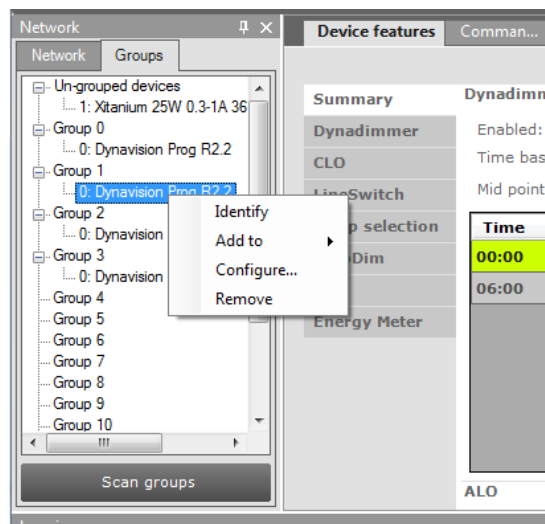 Network
Network Groups
Un-grouped devices
1: Xitanium 25W 0.3-1A 36
Group 0
0: Dynavision Prog R2.2
Group 1
0: Dynavision Prog R2.2
Group 2
0: Dynavision
Group 3
0: Dynavision
Group 4
Group 5
Group 6
Group 7
Group 8
Group 9
Group 10
Scan groups
Identify
Add to
Configure...
Remove
Device features Comman...
Summary
Dynadimmer
CLO
LineSwitch
p selection
Dim
Energy Meter
Dynadimm
Enabled:
Time bas
Mid point
Time
00:00
06:00
ALO